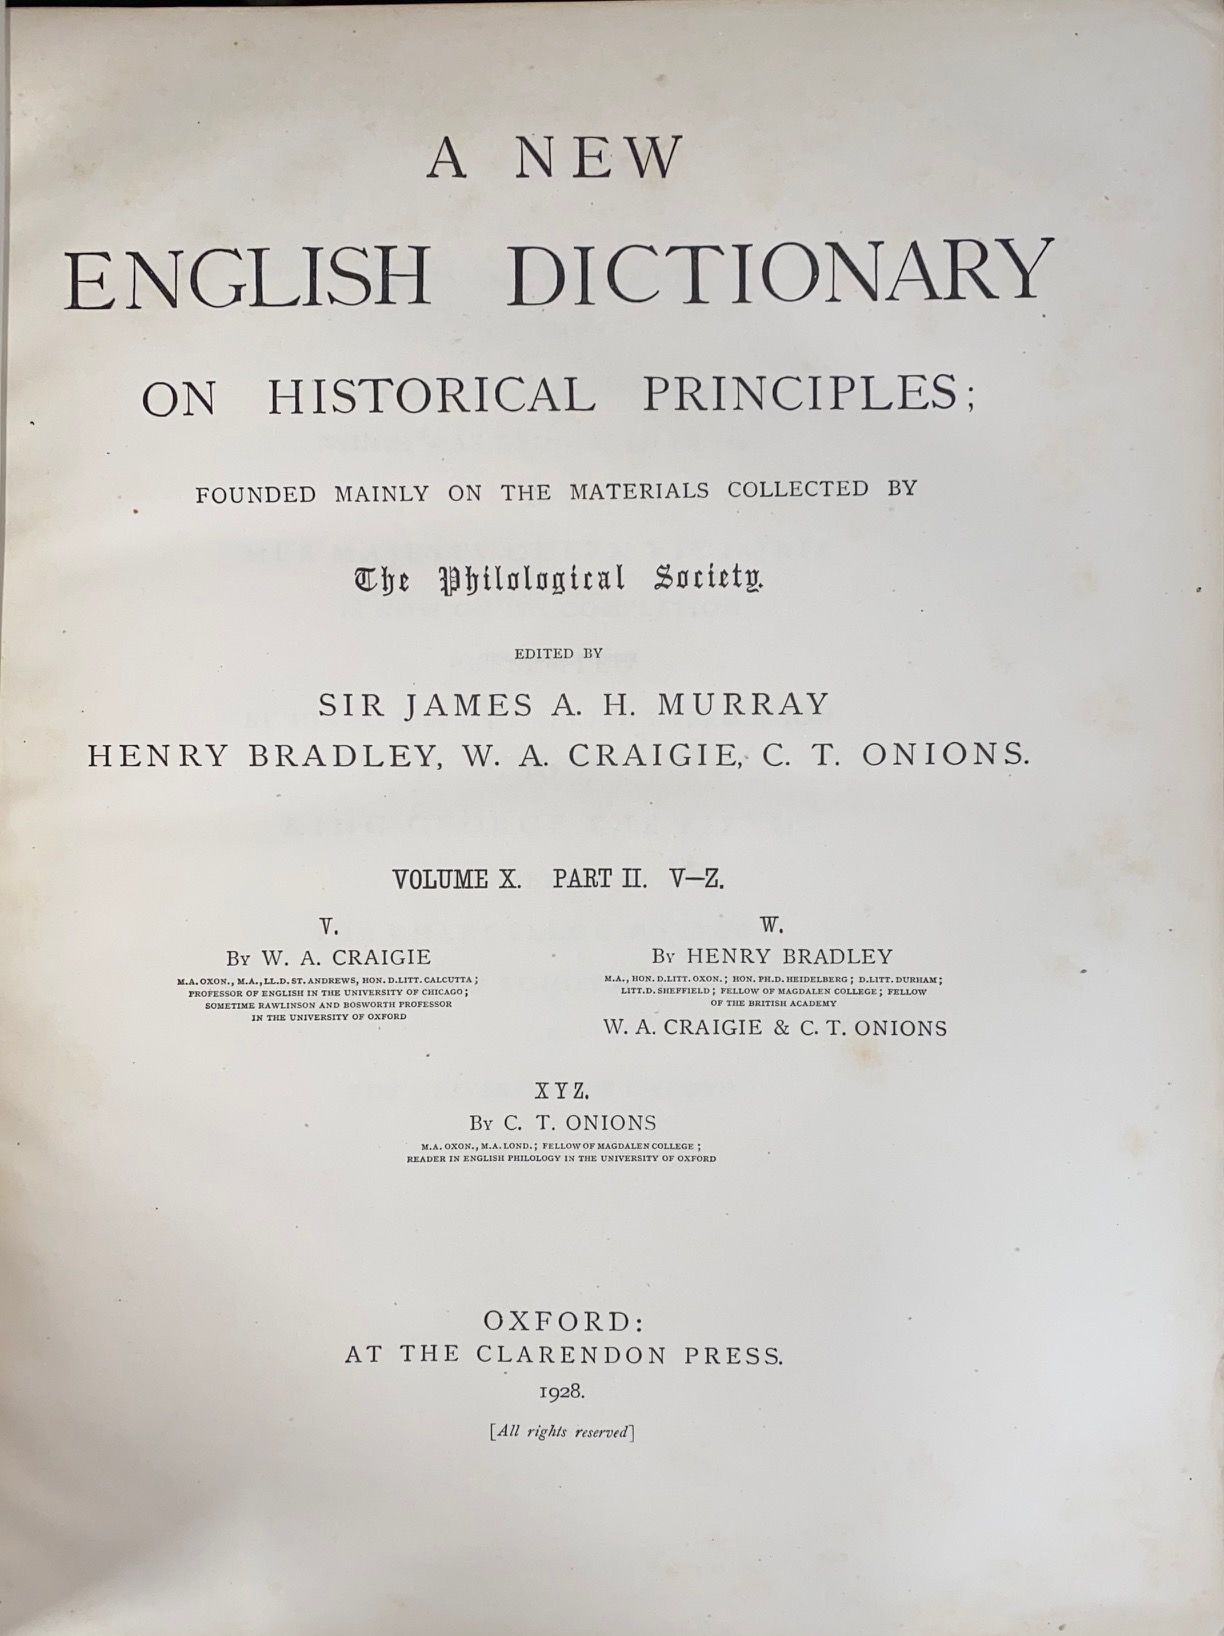 A NEW
ENGLISH DICTIONARY
ON HISTORICAL PRINCIPLES;
FOUNDED MAINLY ON THE MATERIALS COLLECTED BY
The Philological Society.
EDITED BY
SIR JAMES A. H. MURRAY
HENRY BRADLEY, W. A. CRAIGIE, C. T. ONIONS.
VOLUME X. PART II. V—Z.
V.
By W. A. CRAIGIE
M.A. OXON., M.A., LL.D. ST. ANDREWS, HON. D.LITT. CALCUTTA;
PROFESSOR OF ENGLISH IN THE UNIVERSITY OF CHICAGO;
SOMETIME RAWLINSON AND BOSWORTH PROFESSOR
IN THE UNIVERSITY OF OXFORD
W.
By HENRY BRADLEY
M.A., HON. D.LITT. OXON.; HON. PH.D. HEIDELBERG; D.LITT. DURHAM;
LITT.D. SHEFFIELD; FELLOW OF MAGDALEN COLLEGE; FELLOW
OF THE BRITISH ACADEMY
W. A. CRAIGIE & C. T. ONIONS
XYZ.
By C. T. ONIONS
M.A. OXON., M.A. LOND.; FELLOW OF MAGDALEN COLLEGE;
READER IN ENGLISH PHILOLOGY IN THE UNIVERSITY OF OXFORD
OXFORD:
AT THE CLARENDON PRESS.
1928.
[All rights reserved]